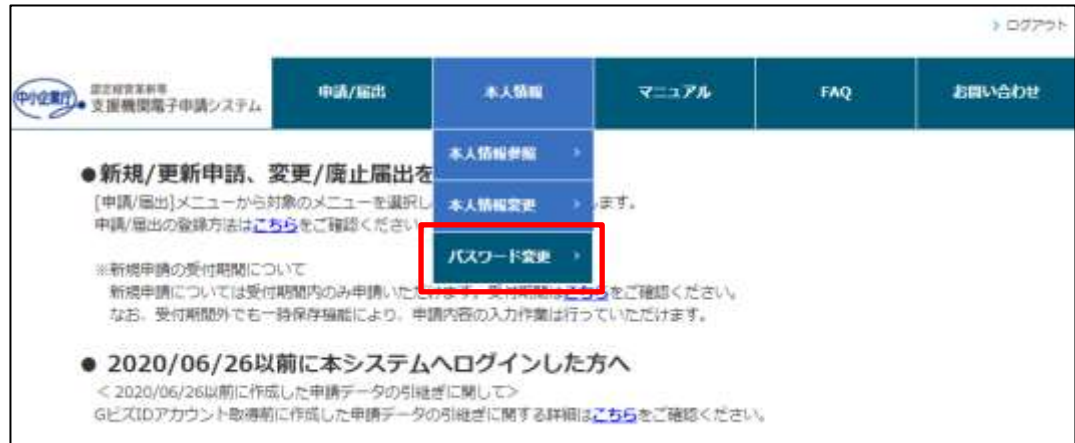 › ログアウト
中小企業庁
認定経営革新等
支援機関電子申請システム
申請/届出
本人情報
マニュアル
FAQ
お問い合わせ
本人情報参照 ›
本人情報変更 ›
パスワード変更 ›
●新規/更新申請、変更/廃止届出を
[申請/届出]メニューから対象のメニューを選択し ます。
申請/届出の登録方法はこちらをご確認ください
※新規申請の受付期間について
新規申請については受付期間内のみ申請いただけます。受付期間はこちらをご確認ください。
なお、受付期間外でも一時保存機能により、申請内容の入力作業は行っていただけます。
● 2020/06/26以前に本システムへログインした方へ
< 2020/06/26以前に作成した申請データの引継ぎに関して>
GビズIDアカウント取得前に作成した申請データの引継ぎに関する詳細はこちらをご確認ください。